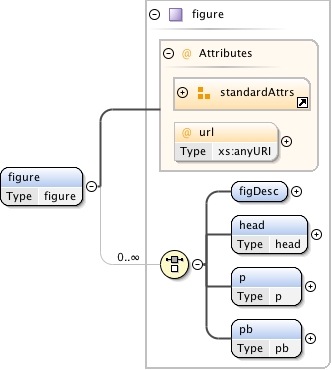 figure
@ Attributes
standardAttrs
@ url
Type xs:anyURI
figure
Type figure
0..∞
figDesc
head
Type head
p
Type p
pb
Type pb